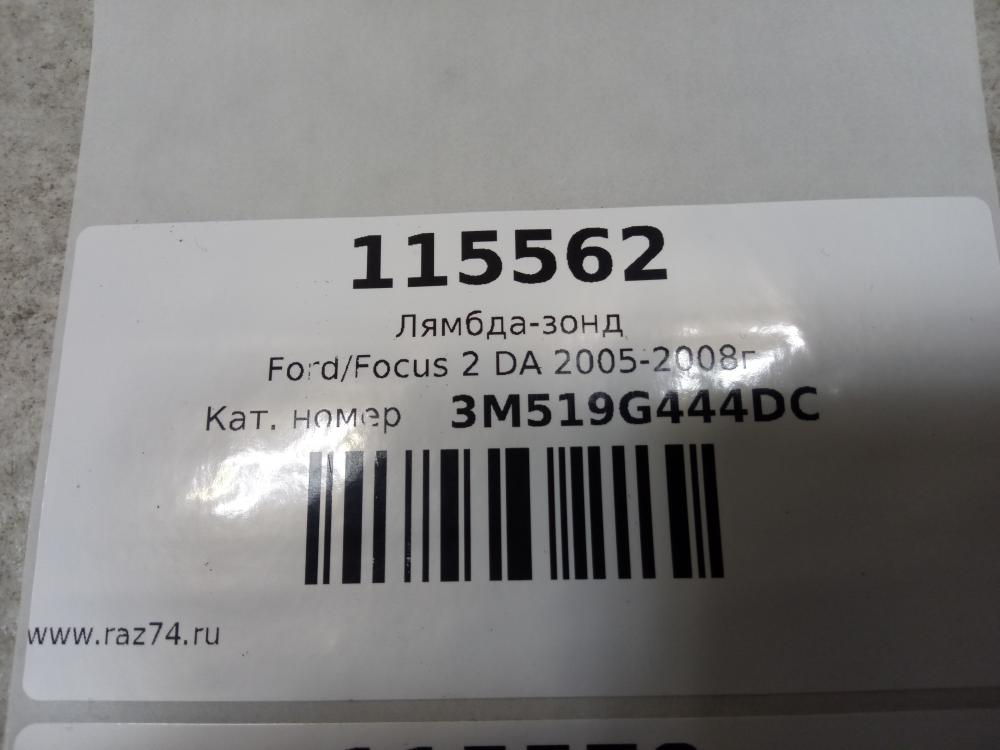 115562
Лямбда-зонд
Ford/Focus 2 DA 2005-2008г
Кат. номер 3M519G444DC
www.raz74.ru